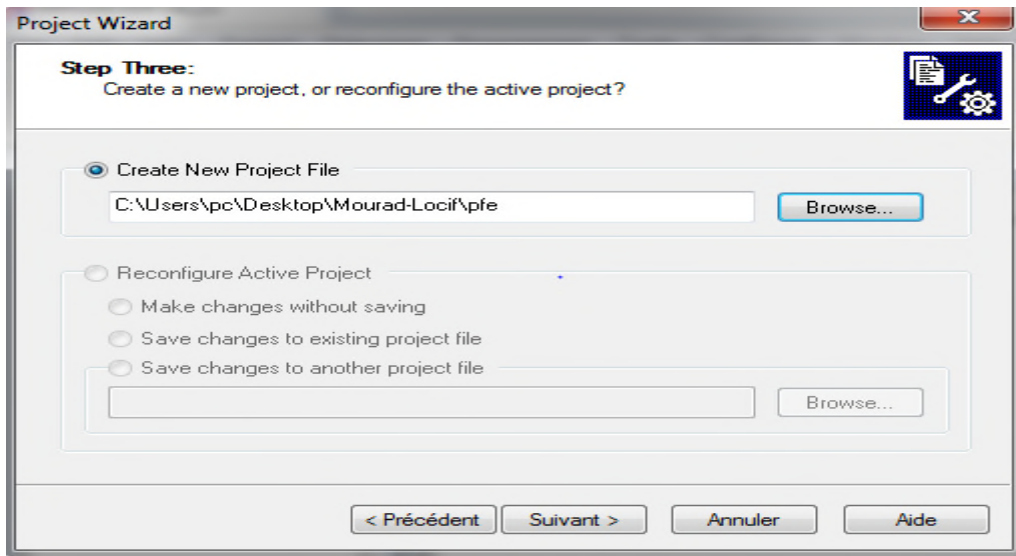 Project Wizard
Step Three:
Create a new project, or reconfigure the active project?
Create New Project File
C:\Users\pc\Desktop\Mourad-Locif\pfe
Browse...
Reconfigure Active Project
Make changes without saving
Save changes to existing project file
Save changes to another project file
Browse...
< Précédent
Suivant >
Annuler
Aide